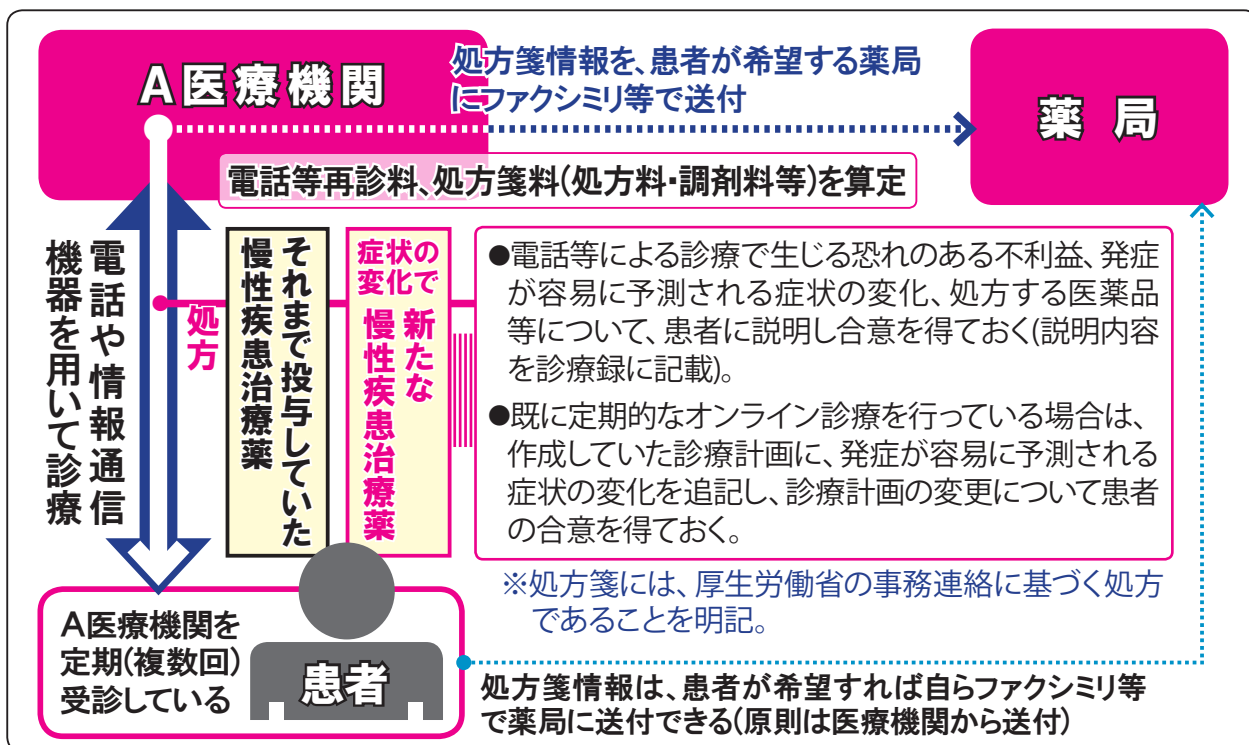 A医療機関
処方箋情報を、患者が希望する薬局
にファクシミリ等で送付
薬局
電話等再診料、処方箋料(処方料・調剤料等)を算定
電話や情報通信
機器を用いて診療
処方
それまで投与していた
慢性疾患治療薬
症状の
変化で
新たな
慢性疾患治療薬
●電話等による診療で生じる恐れのある不利益、発症
が容易に予測される症状の変化、処方する医薬品
等について、患者に説明し合意を得ておく(説明内容
を診療録に記載)。
●既に定期的なオンライン診療を行っている場合は、
作成していた診療計画に、発症が容易に予測される
症状の変化を追記し、診療計画の変更について患者
の合意を得ておく。
※処方箋には、厚生労働省の事務連絡に基づく処方
であることを明記。
A医療機関を
定期(複数回)
受診している
患者
処方箋情報は、患者が希望すれば自らファクシミリ等
で薬局に送付できる(原則は医療機関から送付)